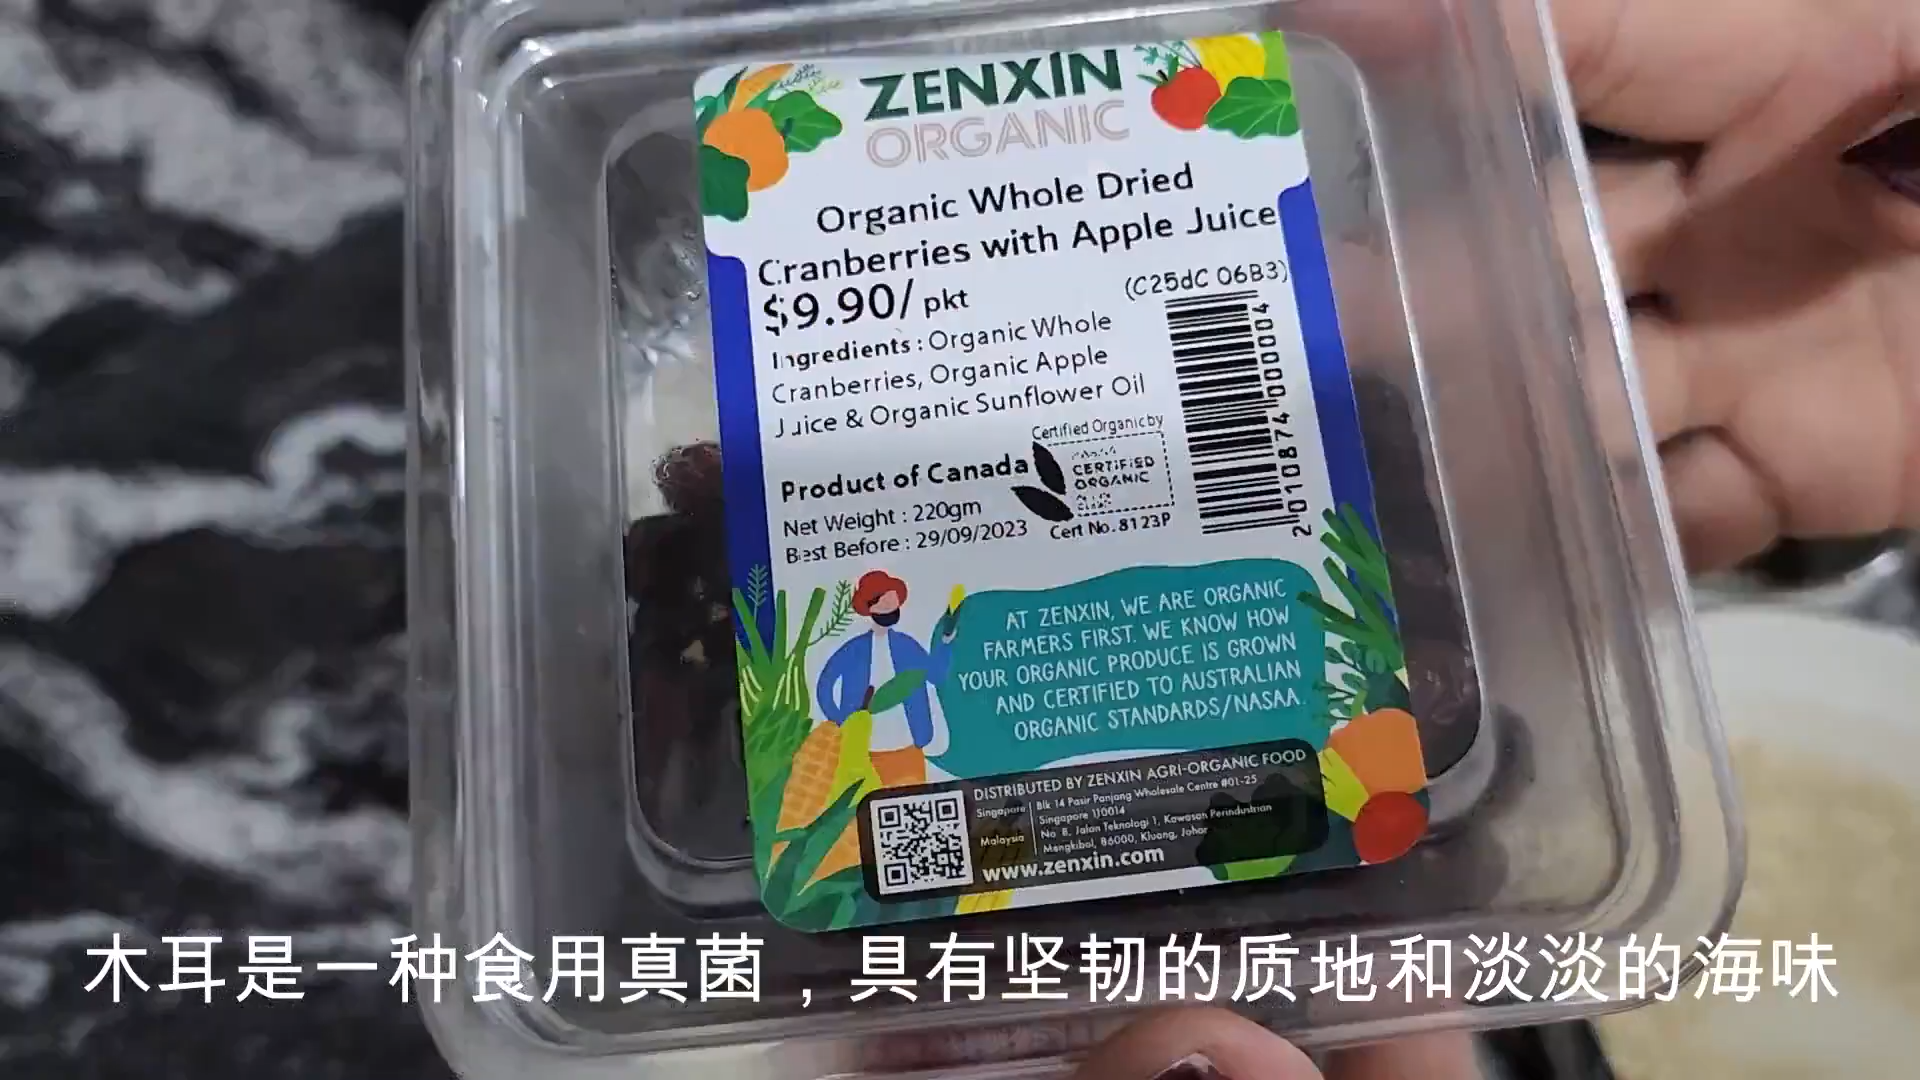 ZENXIN
ORGANIC
Organic Whole Dried
Cranberries with Apple Juice
$9.90/ pkt
(C25dC 06B3)
Ingredients : Organic Whole
Cranberries, Organic Apple
Juice & Organic Sunflower Oil
2010874000004
Certified Organic by
CERTIFIED
ORGANIC
Cert No. 8123P
Product of Canada
Net Weight : 220gm
Best Before : 29/09/2023
AT ZENXIN, WE ARE ORGANIC
FARMERS FIRST. WE KNOW HOW
YOUR ORGANIC PRODUCE IS GROWN
AND CERTIFIED TO AUSTRALIAN
ORGANIC STANDARDS/NASAA.
DISTRIBUTED BY ZENXIN AGRI-ORGANIC FOOD
Singapore Blk 14 Pasir Panjang Wholesale Centre #01-25
Singapore 110014
Malaysia No 8, Jalan Teknologi 1, Kawasan Perindustrian
Mengkibol, 86000, Kluang, Johor
www.zenxin.com
木耳是一种食用真菌，具有坚韧的质地和淡淡的海味